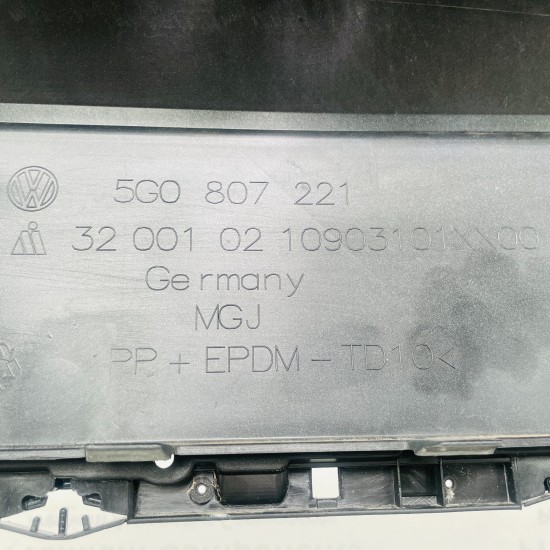 5G0 807 221
32 001 02 10903101XX00
Germany
MGJ
PP + EPDM - TD10<